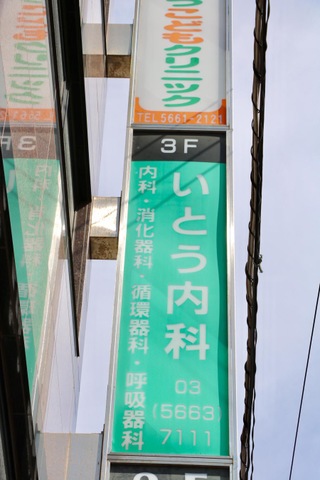 こどもクリニック
TEL 5661-2121
3F
いとう内科
内科・消化器科・循環器科・呼吸器科
03
(5663)
7111